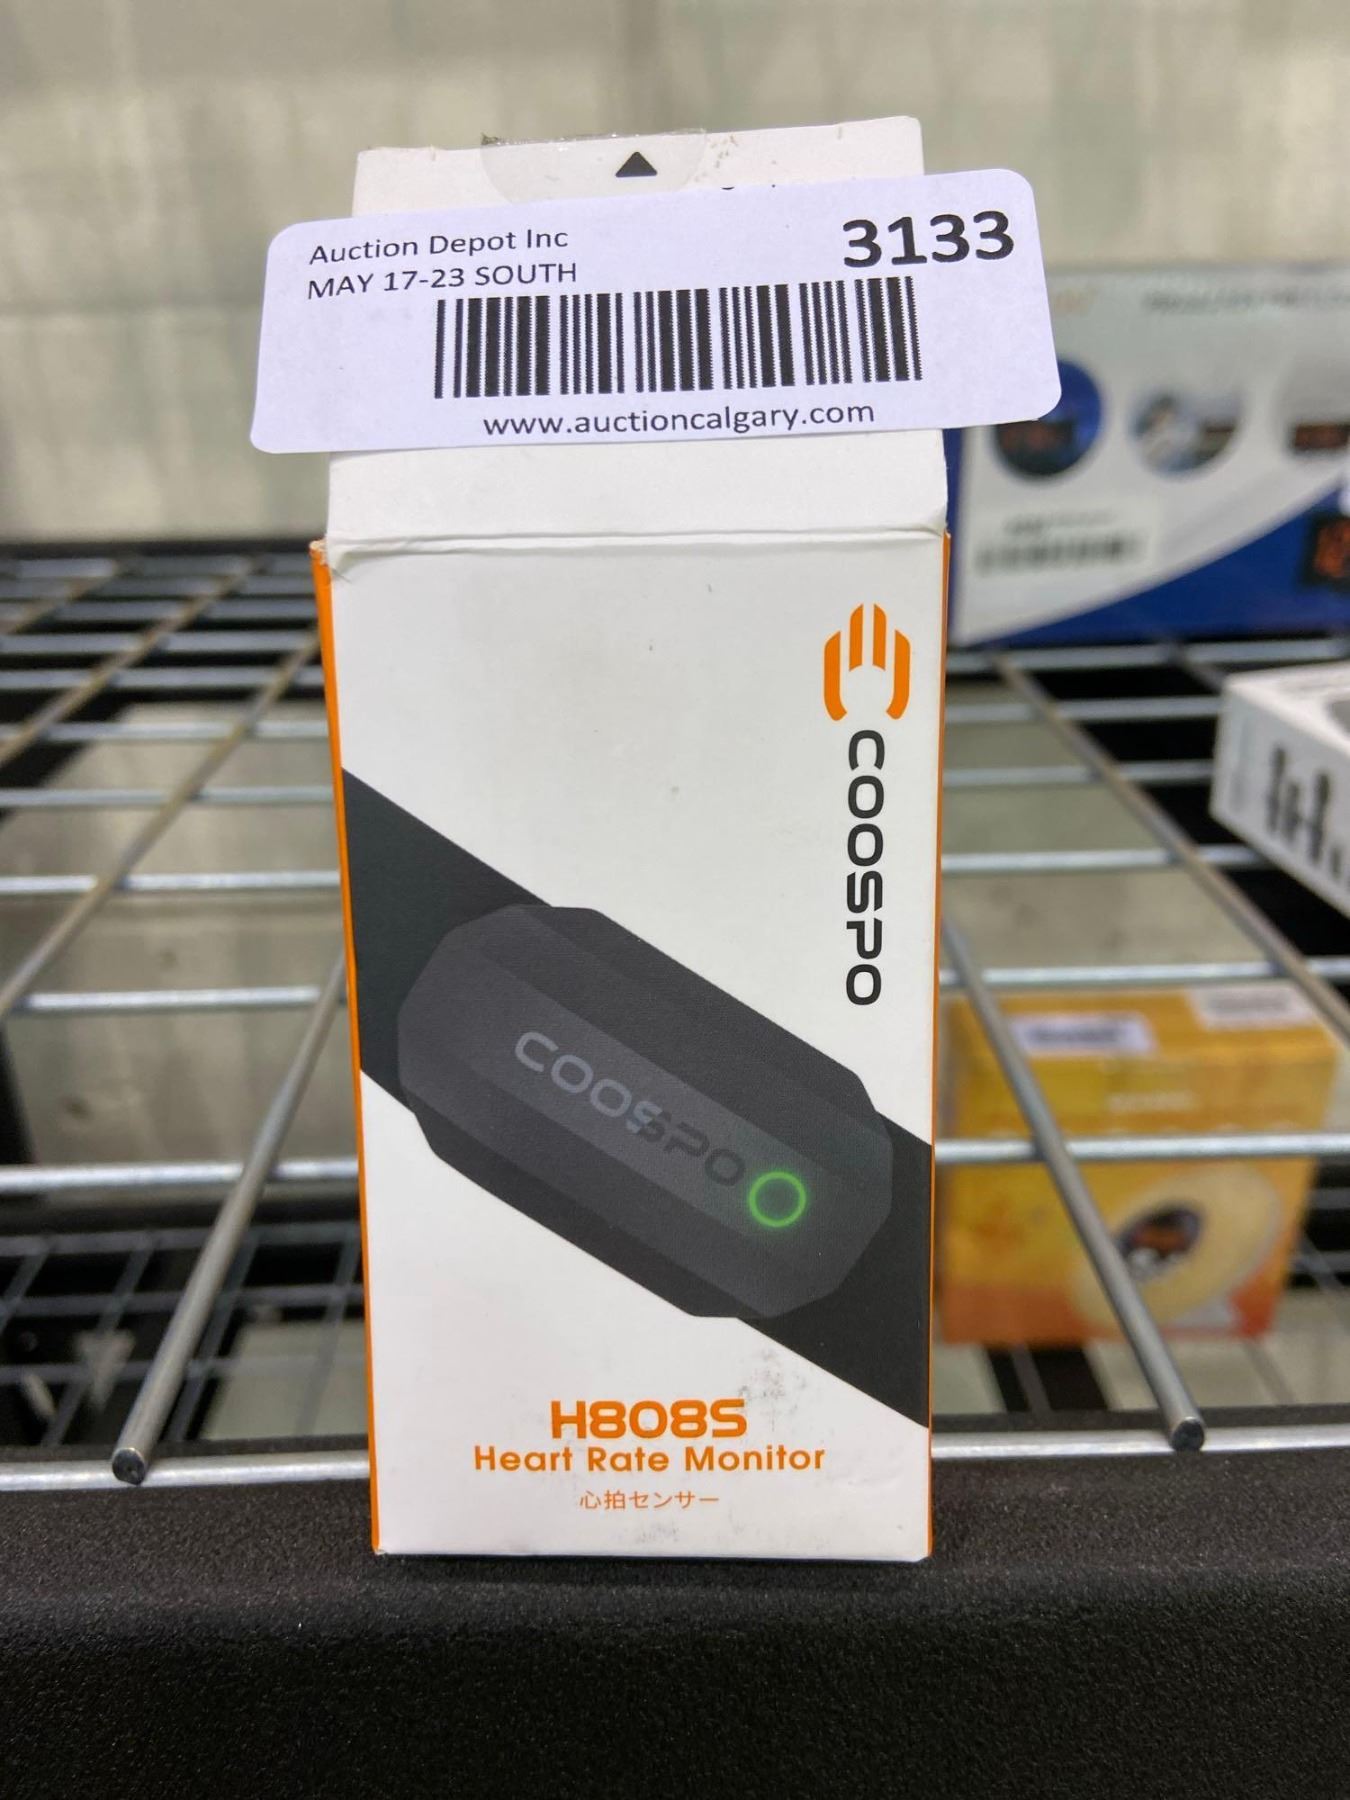 Auction Depot Inc
3133
MAY 17-23 SOUTH
www.auctioncalgary.com
COOSPO
COOSPO
H808S
Heart Rate Monitor
心拍センサー